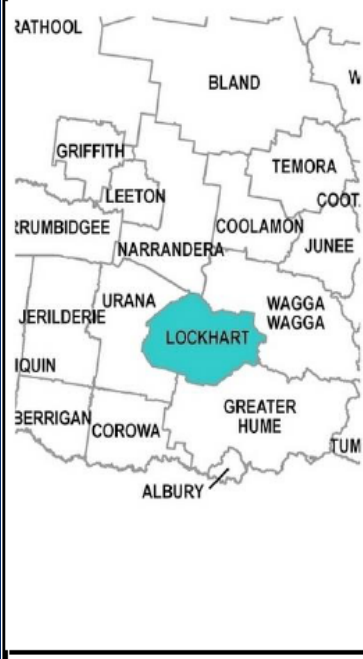 RATHOOL
W
BLAND
GRIFFITH
TEMORA
LEETON
COOT
RRUMBIDGEE
COOLAMON
JUNEE
NARRANDERA
URANA
WAGGA
WAGGA
JERILDERIE
LOCKHART
IQUIN
GREATER
HUME
BERRIGAN
COROWA
TUM
ALBURY